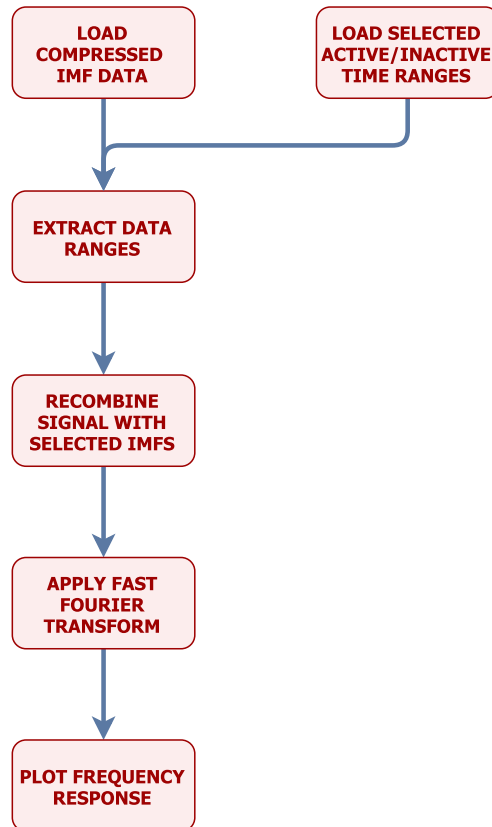 LOAD
COMPRESSED
IMF DATA
LOAD SELECTED
ACTIVE/INACTIVE
TIME RANGES
EXTRACT DATA
RANGES
RECOMBINE
SIGNAL WITH
SELECTED IMFS
APPLY FAST
FOURIER
TRANSFORM
PLOT FREQUENCY
RESPONSE